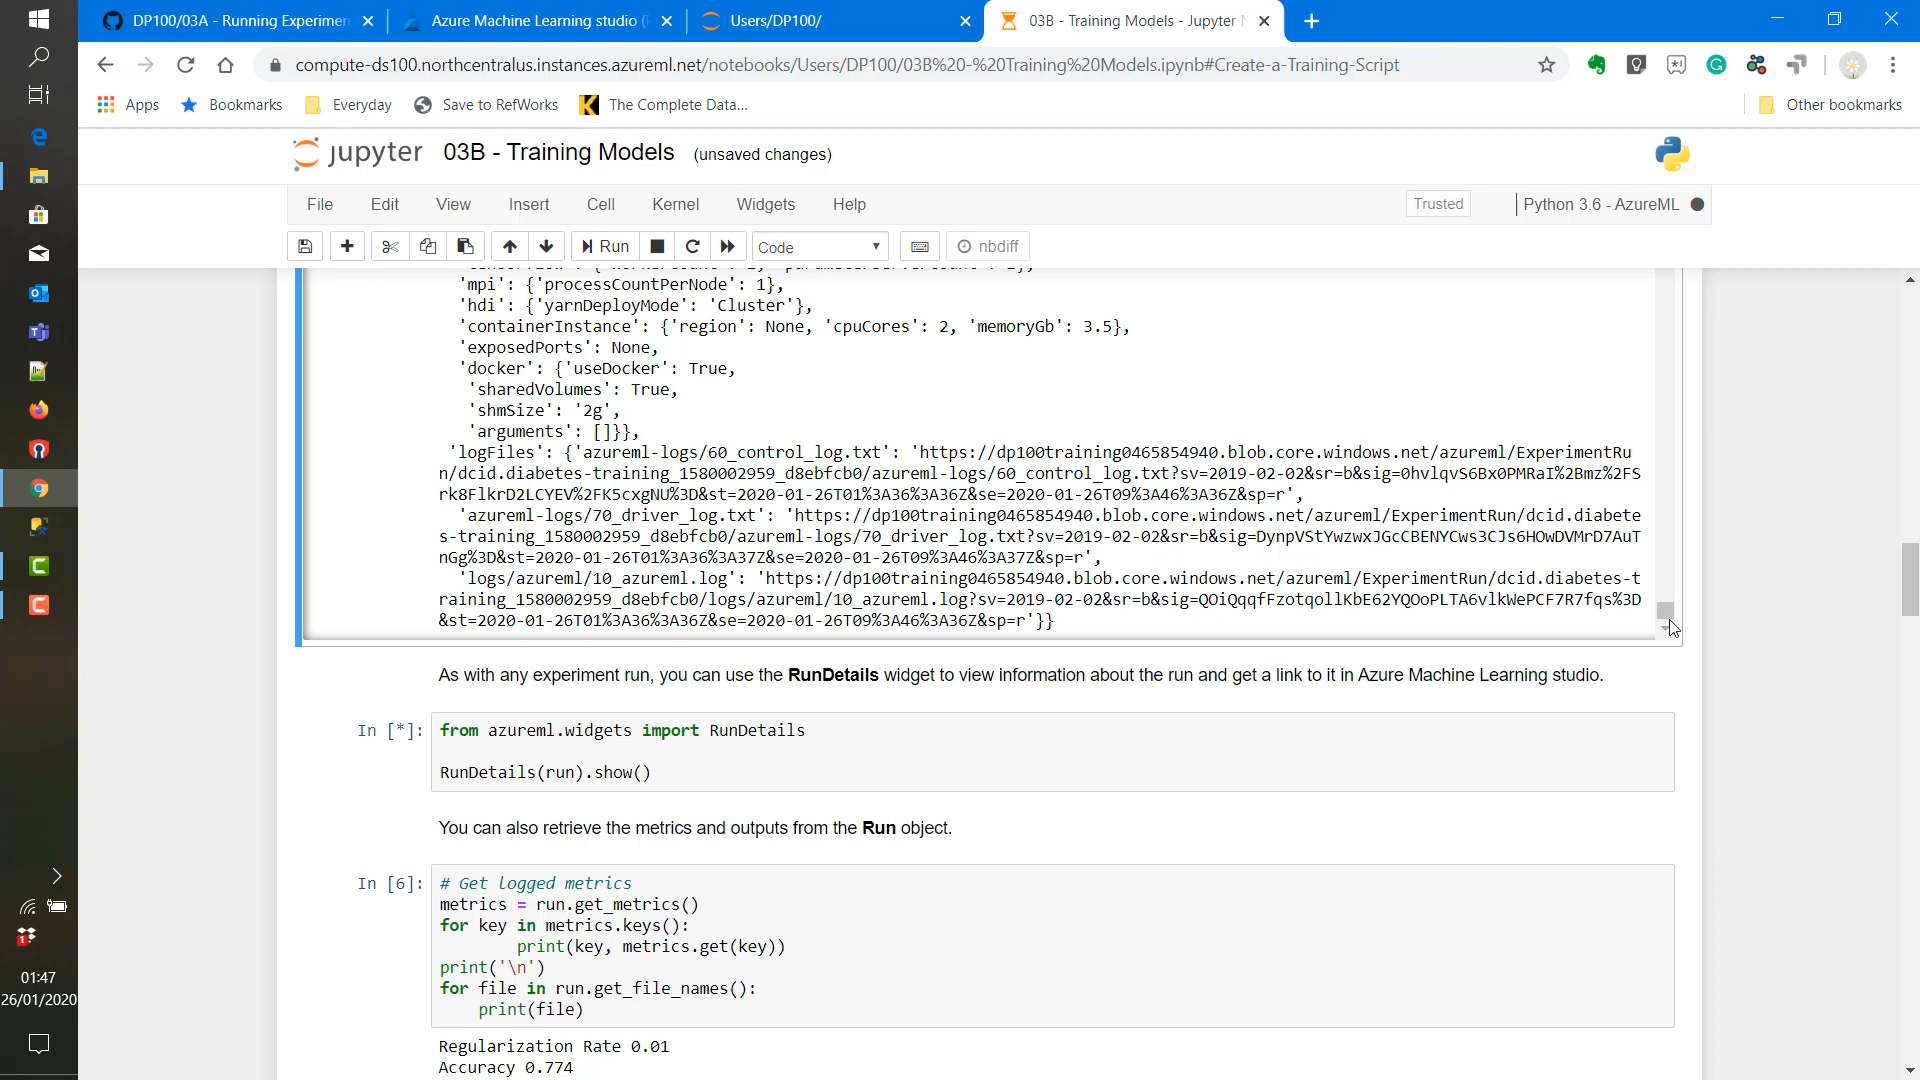 DP100/03A - Running Experimen
Azure Machine Learning studio (
Users/DP100/
03B - Training Models - Jupyter N
compute-ds100.northcentralus.instances.azureml.net/notebooks/Users/DP100/03B%20-%20Training%20Models.ipynb#Create-a-Training-Script
Apps
Bookmarks
Everyday
Save to RefWorks
The Complete Data...
Other bookmarks
jupyter 03B - Training Models (unsaved changes)
File Edit View Insert Cell Kernel Widgets Help
Trusted
Python 3.6 - AzureML
Run
Code
nbdiff
'mpi': {'processCountPerNode': 1},
'hdi': {'yarnDeployMode': 'Cluster'},
'containerInstance': {'region': None, 'cpuCores': 2, 'memoryGb': 3.5},
'exposedPorts': None,
'docker': {'useDocker': True,
'sharedVolumes': True,
'shmSize': '2g',
'arguments': []}},
'logFiles': {'azureml-logs/60_control_log.txt': 'https://dp100training0465854940.blob.core.windows.net/azureml/ExperimentRu
n/dcid.diabetes-training_1580002959_d8ebfcb0/azureml-logs/60_control_log.txt?sv=2019-02-02&sr=b&sig=0hvlqvS6Bx0PMRaI%2Bmz%2FS
rk8FlkrD2LCYEV%2FK5cxgNU%3D&st=2020-01-26T01%3A36%3A36Z&se=2020-01-26T09%3A46%3A36Z&sp=r',
'azureml-logs/70_driver_log.txt': 'https://dp100training0465854940.blob.core.windows.net/azureml/ExperimentRun/dcid.diabete
s-training_1580002959_d8ebfcb0/azureml-logs/70_driver_log.txt?sv=2019-02-02&sr=b&sig=DynpVStYwzwxJGcCBENYCws3CJs6HOwDVMrD7AuT
nGg%3D&st=2020-01-26T01%3A36%3A37Z&se=2020-01-26T09%3A46%3A37Z&sp=r',
'logs/azureml/10_azureml.log': 'https://dp100training0465854940.blob.core.windows.net/azureml/ExperimentRun/dcid.diabetes-t
raining_1580002959_d8ebfcb0/logs/azureml/10_azureml.log?sv=2019-02-02&sr=b&sig=QOiQqqfFzotqollKbE62YQOoPLTA6vlkWePCF7R7fqs%3D
&st=2020-01-26T01%3A36%3A36Z&se=2020-01-26T09%3A46%3A36Z&sp=r'}}
As with any experiment run, you can use the RunDetails widget to view information about the run and get a link to it in Azure Machine Learning studio.
In [*]: from azureml.widgets import RunDetails
RunDetails(run).show()
You can also retrieve the metrics and outputs from the Run object.
In [6]: # Get logged metrics
metrics = run.get_metrics()
for key in metrics.keys():
print(key, metrics.get(key))
print('\n')
for file in run.get_file_names():
print(file)
Regularization Rate 0.01
Accuracy 0.774
1
01:47
26/01/2020